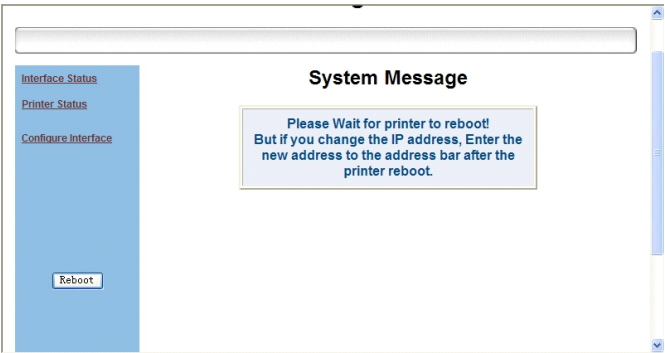 System Message
Interface Status
Printer Status
Configure Interface
Please Wait for printer to reboot!
But if you change the IP address, Enter the
new address to the address bar after the
printer reboot.
Reboot